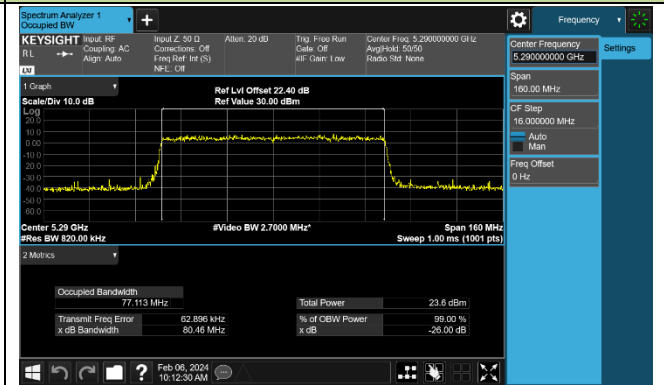 Spectrum Analyzer 1
Occupied BW
Frequency
KEYSIGHT
Input: RF
Coupling: AC
Align: Auto
Input Z: 50 Ω
Corrections: Off
Freq Ref: Int (S)
NFE: Off
Atten: 20 dB
Trig: Free Run
Gate: Off
#IF Gain: Low
Center Freq: 5.290000000 GHz
Avg|Hold: 50/50
Radio Std: None
RL
LXI
Center Frequency
5.290000000 GHz
Settings
Span
160.00 MHz
CF Step
16.000000 MHz
Auto
Man
Freq Offset
0 Hz
1 Graph
Scale/Div 10.0 dB
Ref Lvl Offset 22.40 dB
Ref Value 30.00 dBm
Log
20.0
10.0
0.00
-10.0
-20.0
-30.0
-40.0
-50.0
-60.0
Center 5.29 GHz
#Video BW 2.7000 MHz*
Span 160 MHz
#Res BW 820.00 kHz
Sweep 1.00 ms (1001 pts)
2 Metrics
Occupied Bandwidth
77.113 MHz
Total Power 23.6 dBm
Transmit Freq Error 62.896 kHz
% of OBW Power 99.00 %
x dB Bandwidth 80.46 MHz
x dB -26.00 dB
Feb 06, 2024
10:12:30 AM